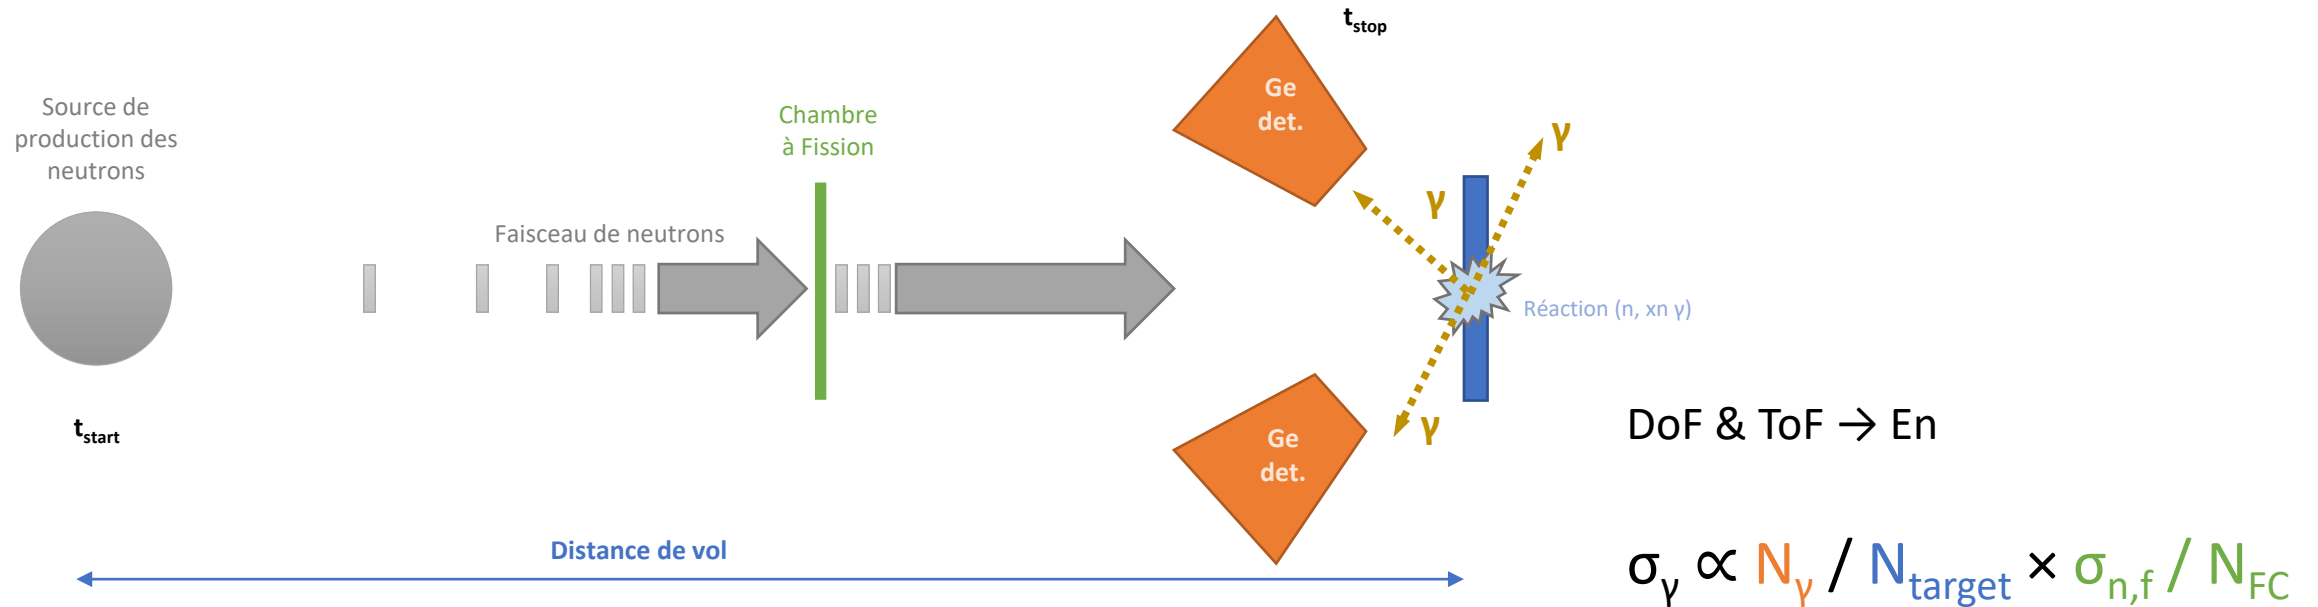 t_stop
Source de
production des
neutrons
Ge
det.
Chambre
à Fission
γ
γ
Faisceau de neutrons
Réaction (n, xn γ)
t_start
γ
Ge
det.
DoF & ToF → En
Distance de vol
σ_γ ∝ N_γ / N_target × σ_n,f / N_FC